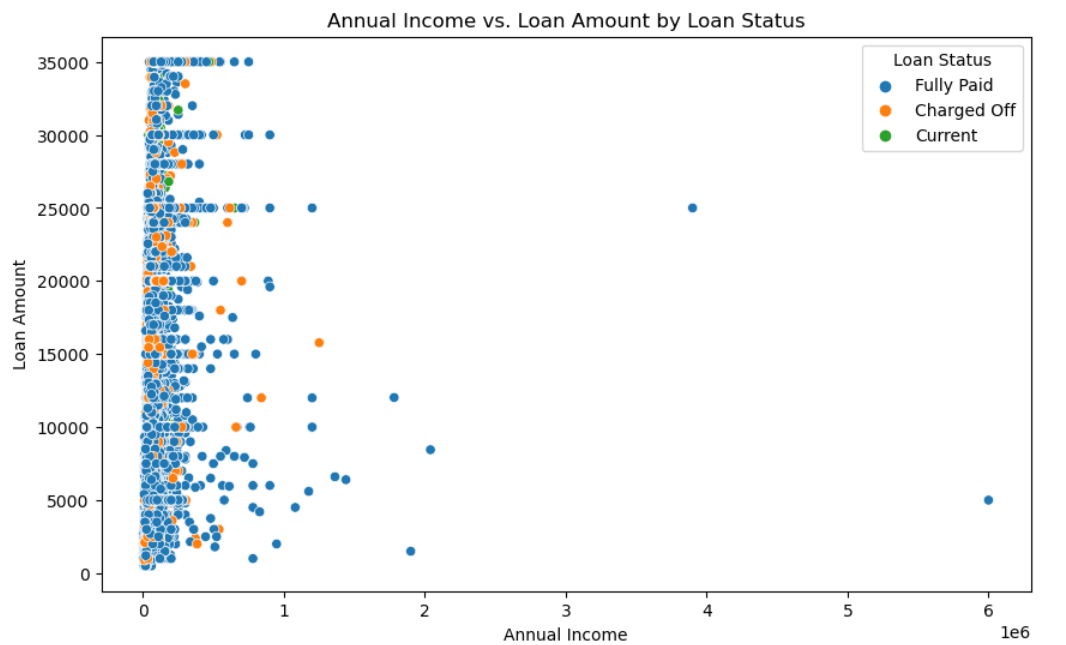 Annual Income vs. Loan Amount by Loan Status
Loan Status
Fully Paid
Charged Off
Current
Loan Amount
35000
30000
25000
20000
15000
10000
5000
0
0 1 2 3 4 5 6
1e6
Annual Income